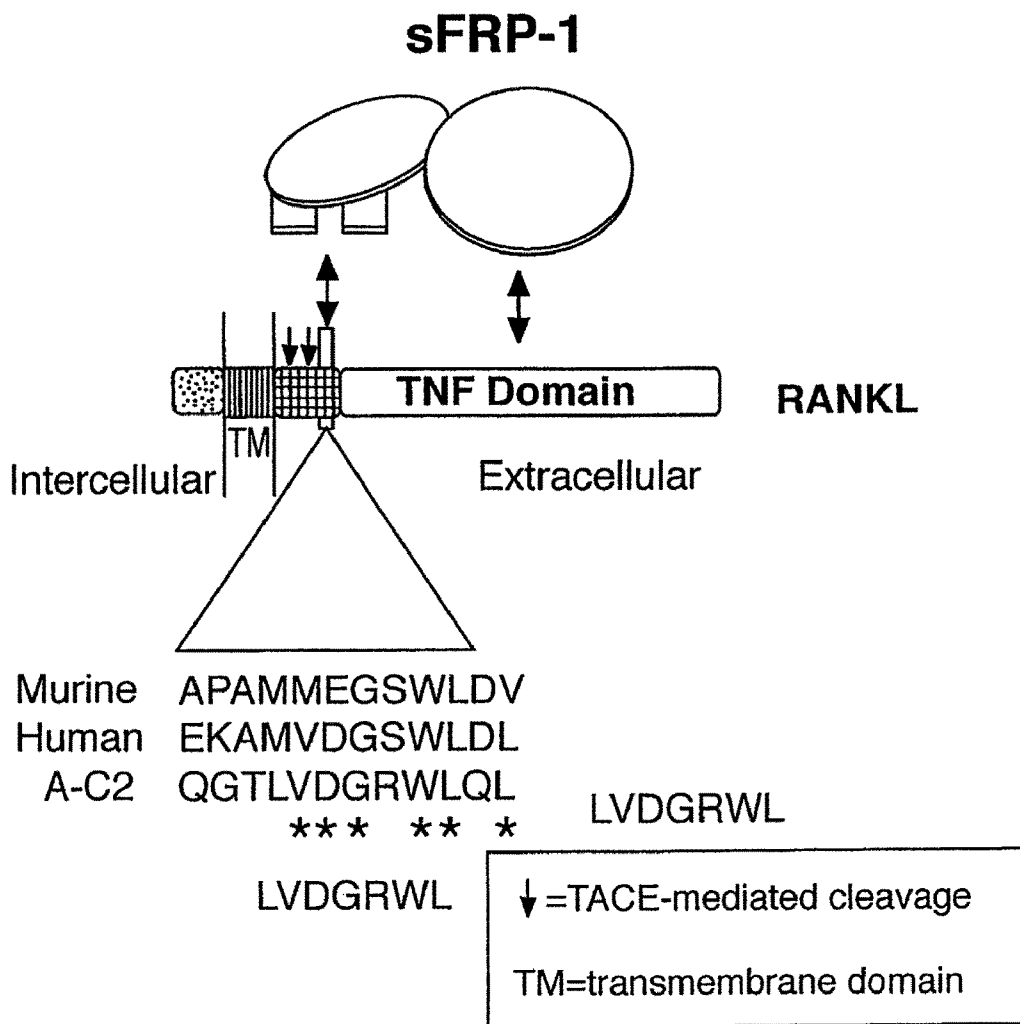 sFRP-1
TNF Domain
RANKL
TM
Intercellular
Extracellular
Murine APAMMEGSWLDV
Human EKAMVDGSWLDL
A-C2 QGTLVDGRWLQL
*** ** *
LVDGRWL
LVDGRWL
↓=TACE-mediated cleavage
TM=transmembrane domain